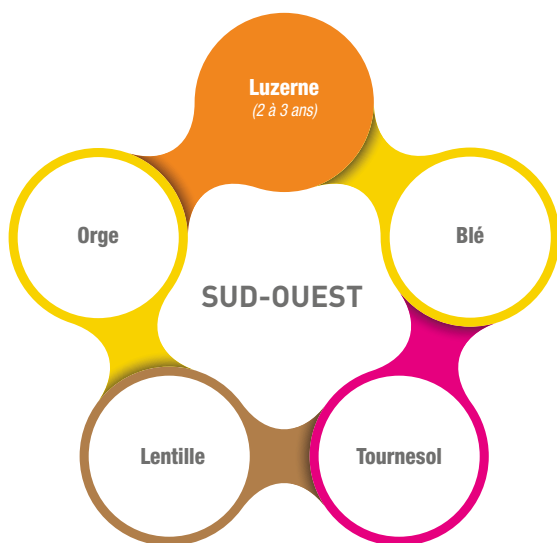 Luzerne
(2 à 3 ans)
Orge
Blé
SUD-OUEST
Lentille
Tournesol